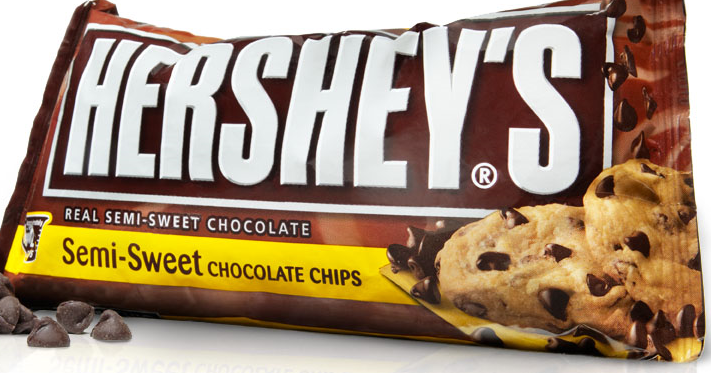 HERSHEY'S®
REAL SEMI-SWEET CHOCOLATE
Semi-Sweet CHOCOLATE CHIPS